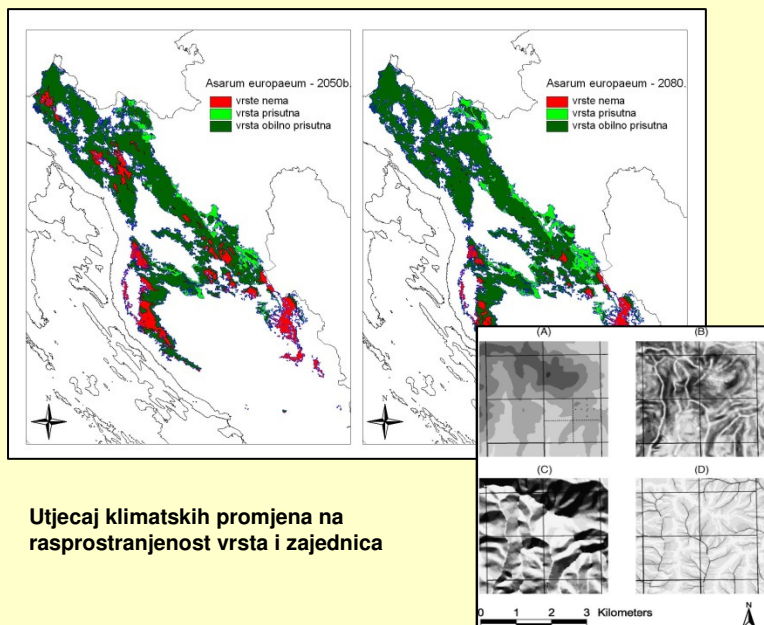 Asarum europaeum - 2050b.
vrste nema
vrsta prisutna
vrsta obilno prisutna
N
Asarum europaeum - 2080.
vrste nema
vrsta prisutna
vrsta obilno prisutna
N
(A)
(B)
(C)
(D)
0 1 2 3 Kilometers
N
Utjecaj klimatskih promjena na
rasprostranjenost vrsta i zajednica